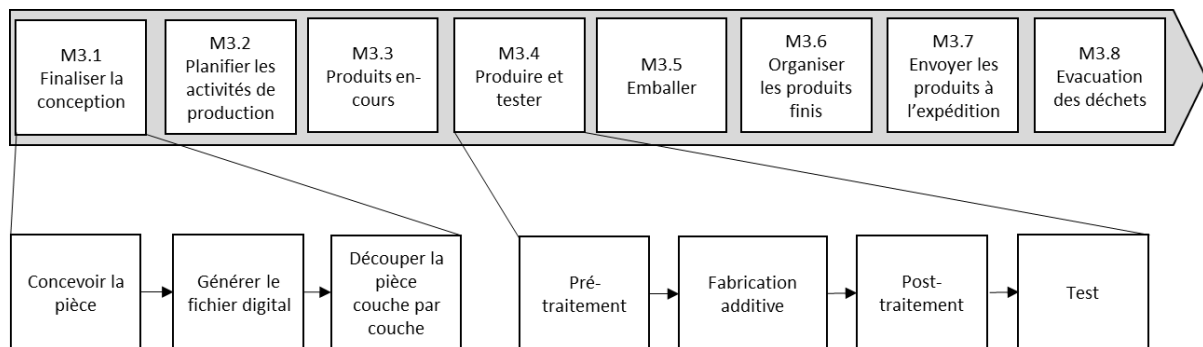 M3.1
Finaliser la
conception
M3.2
Planifier les
activités de
production
M3.3
Produits en-
cours
M3.4
Produire et
tester
M3.5
Emballer
M3.6
Organiser
les produits
finis
M3.7
Envoyer les
produits à
l'expédition
M3.8
Evacuation
des déchets
Concevoir la
pièce
Générer le
fichier digital
Découper la
pièce
couche par
couche
Pré-
traitement
Fabrication
additive
Post-
traitement
Test